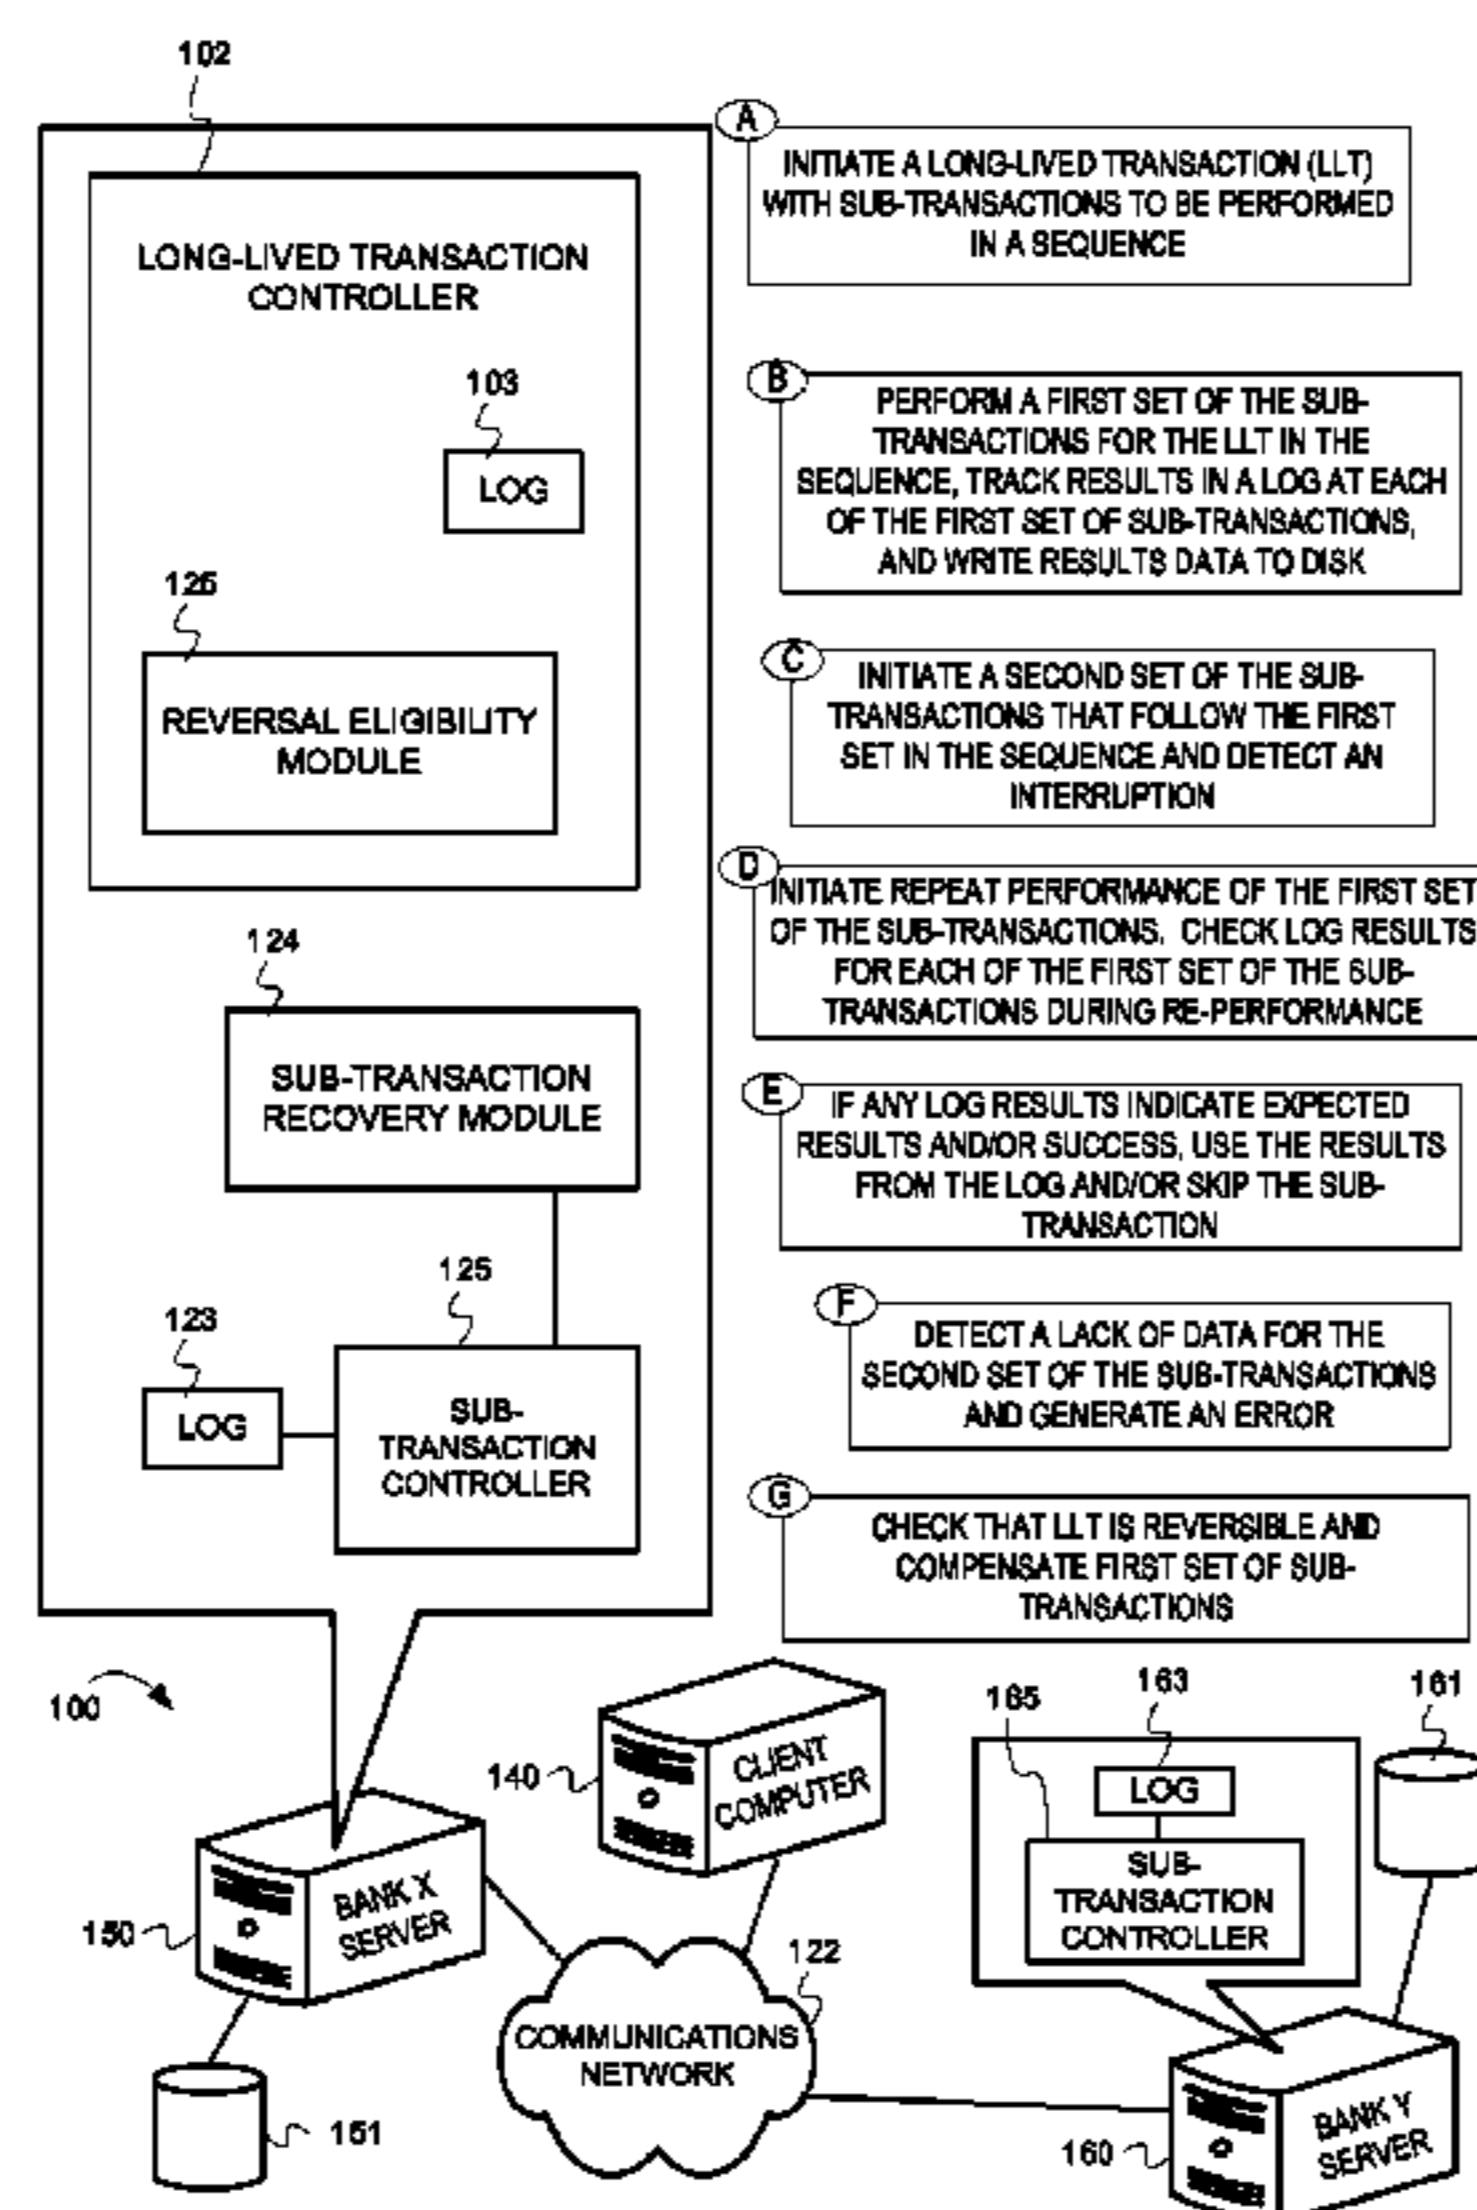 102
LONG-LIVED TRANSACTION
CONTROLLER
103
LOG
126
REVERSAL ELIGIBILITY
MODULE
124
SUB-TRANSACTION
RECOVERY MODULE
125
123
LOG
SUB-
TRANSACTION
CONTROLLER
A
INITIATE A LONG-LIVED TRANSACTION (LLT)
WITH SUB-TRANSACTIONS TO BE PERFORMED
IN A SEQUENCE
B
PERFORM A FIRST SET OF THE SUB-
TRANSACTIONS FOR THE LLT IN THE
SEQUENCE, TRACK RESULTS IN A LOG AT EACH
OF THE FIRST SET OF SUB-TRANSACTIONS,
AND WRITE RESULTS DATA TO DISK
C
INITIATE A SECOND SET OF THE SUB-
TRANSACTIONS THAT FOLLOW THE FIRST
SET IN THE SEQUENCE AND DETECT AN
INTERRUPTION
D
INITIATE REPEAT PERFORMANCE OF THE FIRST SET
OF THE SUB-TRANSACTIONS. CHECK LOG RESULTS
FOR EACH OF THE FIRST SET OF THE SUB-
TRANSACTIONS DURING RE-PERFORMANCE
E
IF ANY LOG RESULTS INDICATE EXPECTED
RESULTS AND/OR SUCCESS, USE THE RESULTS
FROM THE LOG AND/OR SKIP THE SUB-
TRANSACTION
F
DETECT A LACK OF DATA FOR THE
SECOND SET OF THE SUB-TRANSACTIONS
AND GENERATE AN ERROR
G
CHECK THAT LLT IS REVERSIBLE AND
COMPENSATE FIRST SET OF SUB-
TRANSACTIONS
100
140
CLIENT
COMPUTER
165
163
161
LOG
SUB-
TRANSACTION
CONTROLLER
150
BANK X
SERVER
122
COMMUNICATIONS
NETWORK
151
160
BANK Y
SERVER